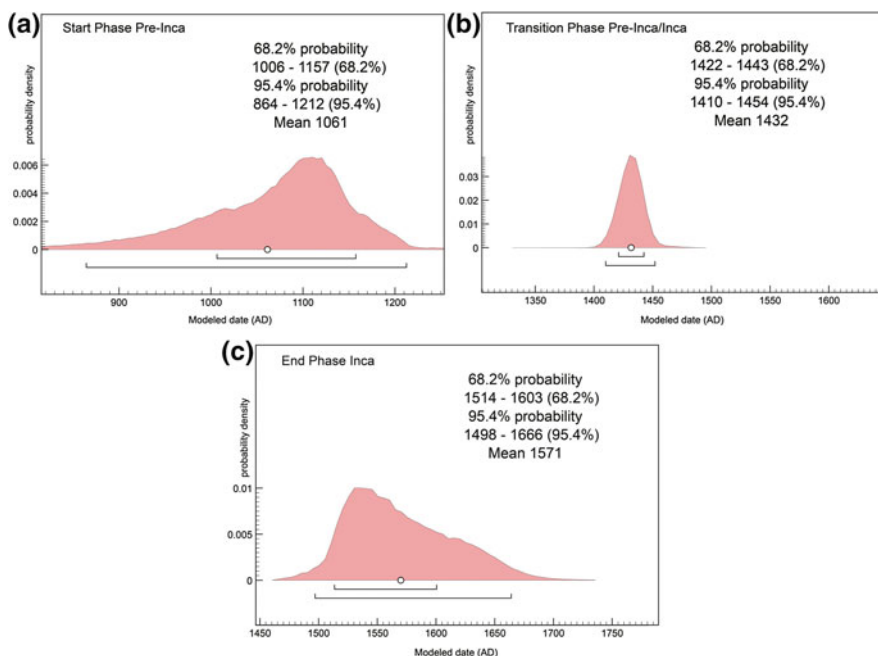 (a)
Start Phase Pre-Inca
68.2% probability
1006 - 1157 (68.2%)
95.4% probability
864 - 1212 (95.4%)
Mean 1061
probability density
0.006
0.004
0.002
0
900 1000 1100 1200
Modeled date (AD)
(b)
Transition Phase Pre-Inca/Inca
68.2% probability
1422 - 1443 (68.2%)
95.4% probability
1410 - 1454 (95.4%)
Mean 1432
probability density
0.03
0.02
0.01
0
1350 1400 1450 1500 1550 1600
Modeled date (AD)
(c)
End Phase Inca
68.2% probability
1514 - 1603 (68.2%)
95.4% probability
1498 - 1666 (95.4%)
Mean 1571
probability density
0.01
0.005
0
1450 1500 1550 1600 1650 1700 1750
Modeled date (AD)